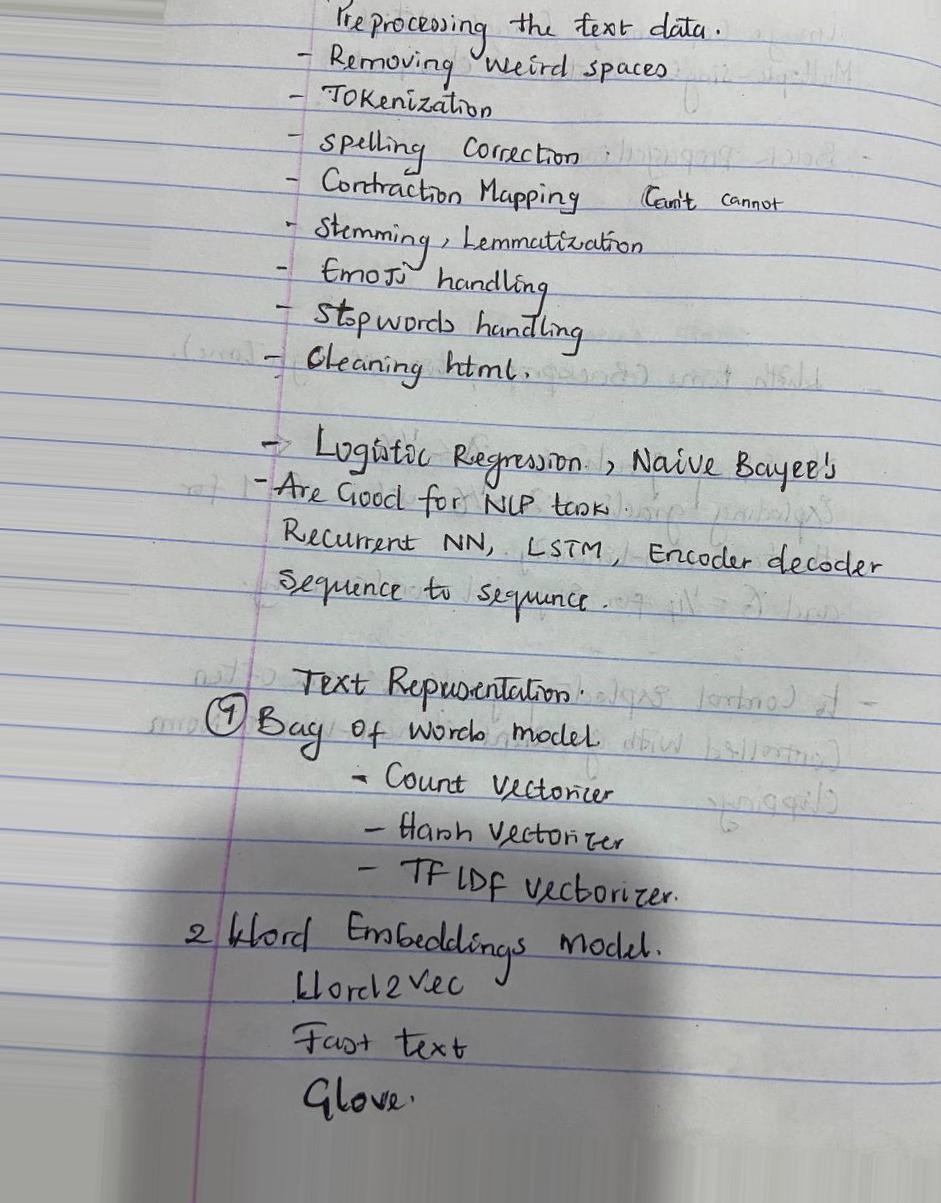 Preprocessing the text data.
- Removing weird spaces
- Tokenization
- spelling Correction.
- Contraction Mapping Can't cannot
- Stemming, Lemmatization
- Emoji handling
- Stopwords handling
- Cleaning html.
- Logistic Regression., Naive Bayee's
- Are Good for NLP task.
Recurrent NN, LSTM, Encoder decoder
Sequence to sequence.
Text Representation.
1 Bag of words model
- Count vectorizer
- Hash vectorizer
- TFIDF vectorizer.
2 Word Embeddings model.
Word2vec
Fast text
Glove.